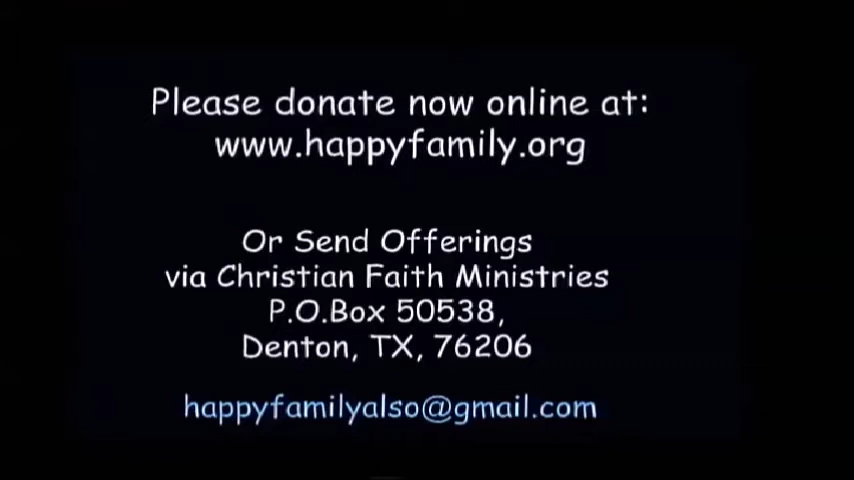 Please donate now online at:
www.happyfamily.org
Or Send Offerings
via Christian Faith Ministries
P.O.Box 50538,
Denton, TX, 76206
happyfamilyalso@gmail.com